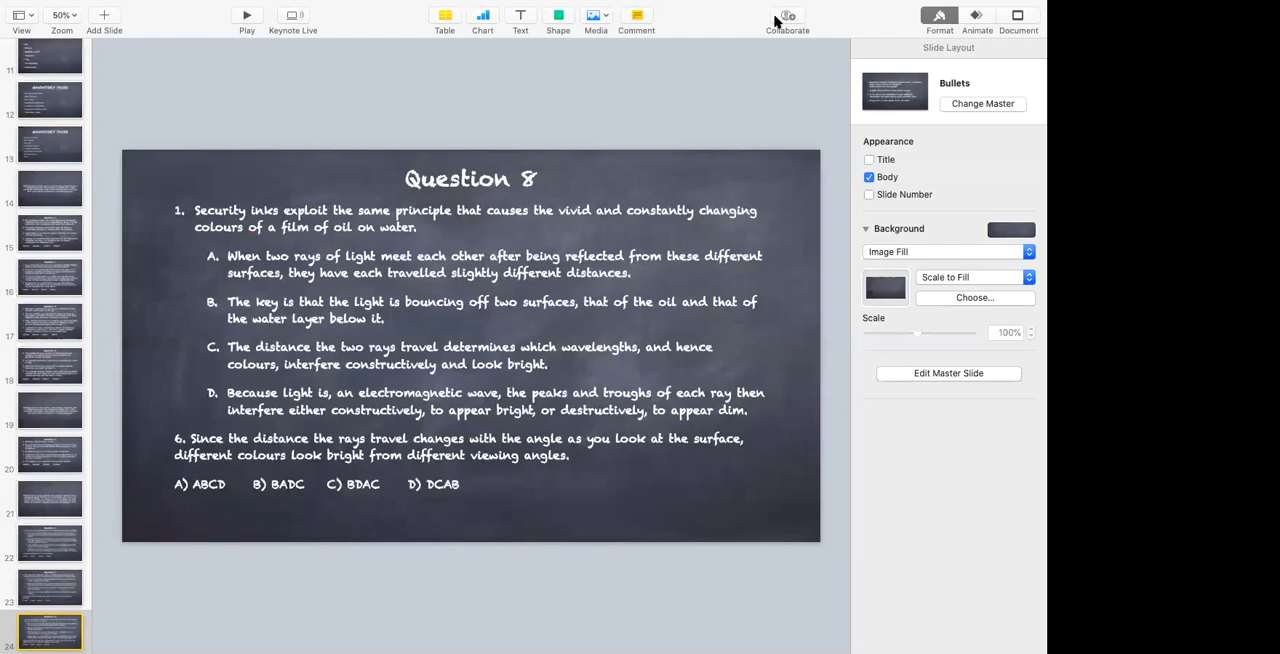 50%
View
Zoom
Add Slide
Play
Keynote Live
Table
Chart
Text
Shape
Media
Comment
Collaborate
Format
Animate
Document
Slide Layout
Bullets
Change Master
Appearance
Title
Body
Slide Number
Background
Image Fill
Scale to Fill
Choose...
Scale
100%
Edit Master Slide
11
12
13
14
15
16
17
18
19
20
21
22
23
24
Question 8
1. Security inks exploit the same principle that causes the vivid and constantly changing
colours of a film of oil on water.
A. When two rays of light meet each other after being reflected from these different
surfaces, they have each travelled slightly different distances.
B. The key is that the light is bouncing off two surfaces, that of the oil and that of
the water layer below it.
C. The distance the two rays travel determines which wavelengths, and hence
colours, interfere constructively and look bright.
D. Because light is, an electromagnetic wave, the peaks and troughs of each ray then
interfere either constructively, to appear bright, or destructively, to appear dim.
6. Since the distance the rays travel changes with the angle as you look at the surface,
different colours look bright from different viewing angles.
A) ABCD B) BADC C) BDAC D) DCAB